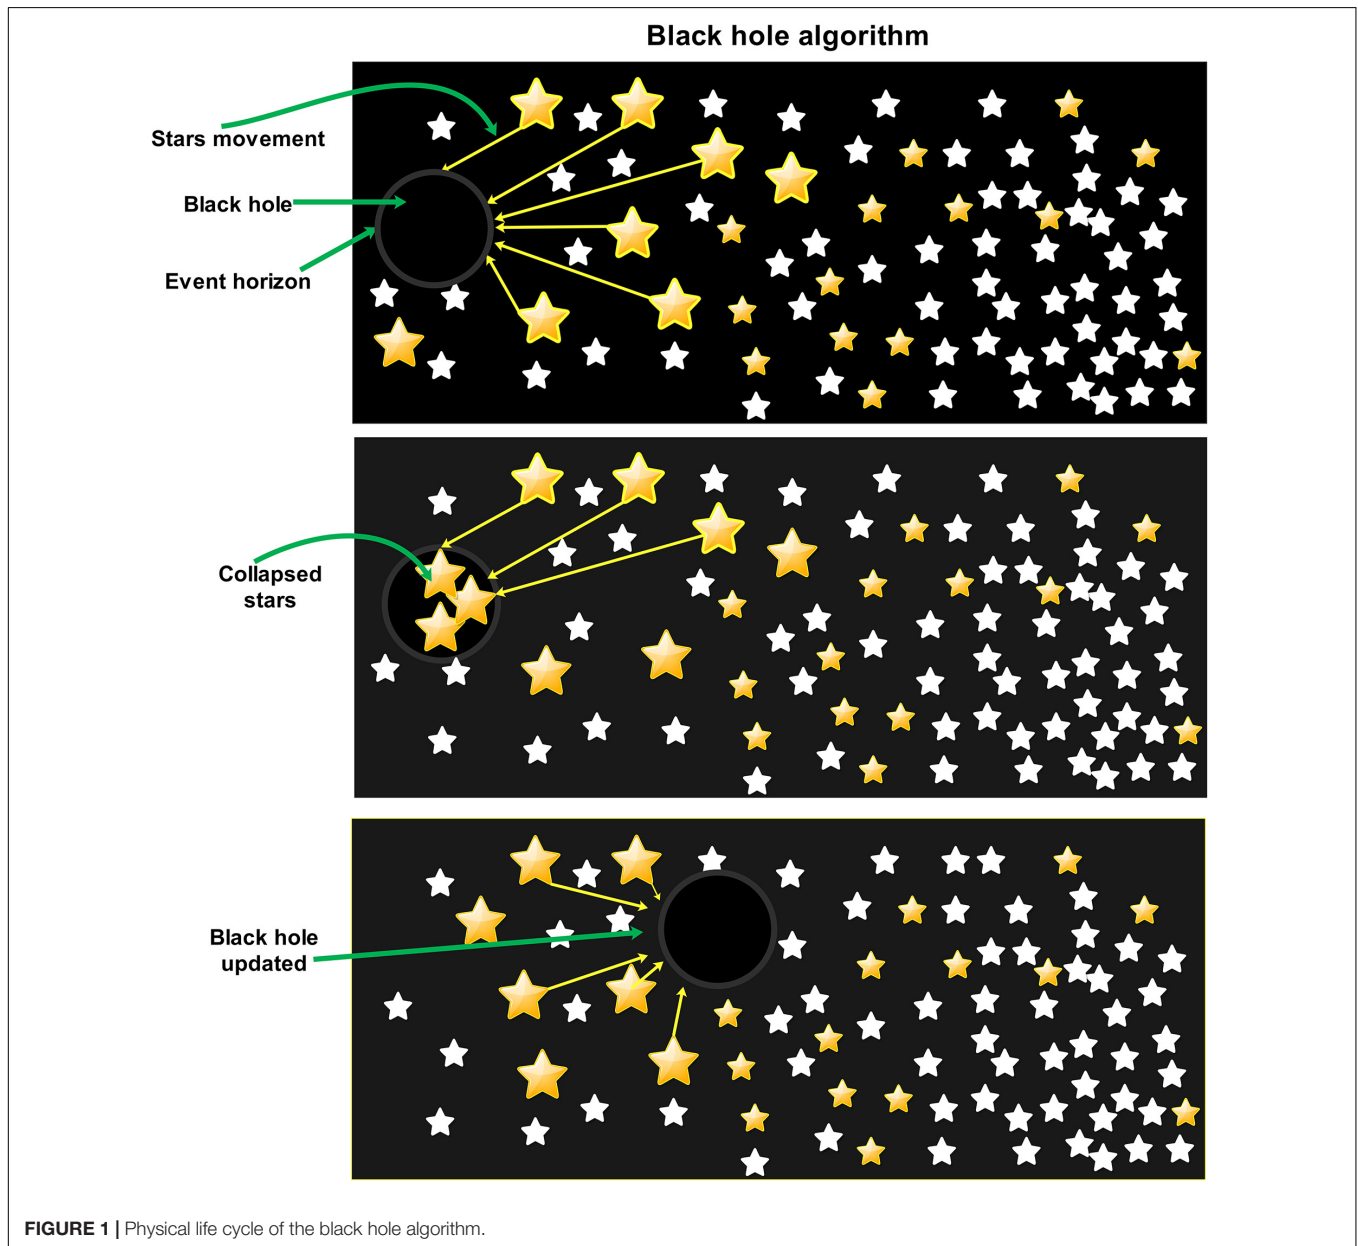 Black hole algorithm
Stars movement
Black hole
Event horizon
Collapsed
stars
Black hole
updated
FIGURE 1 | Physical life cycle of the black hole algorithm.